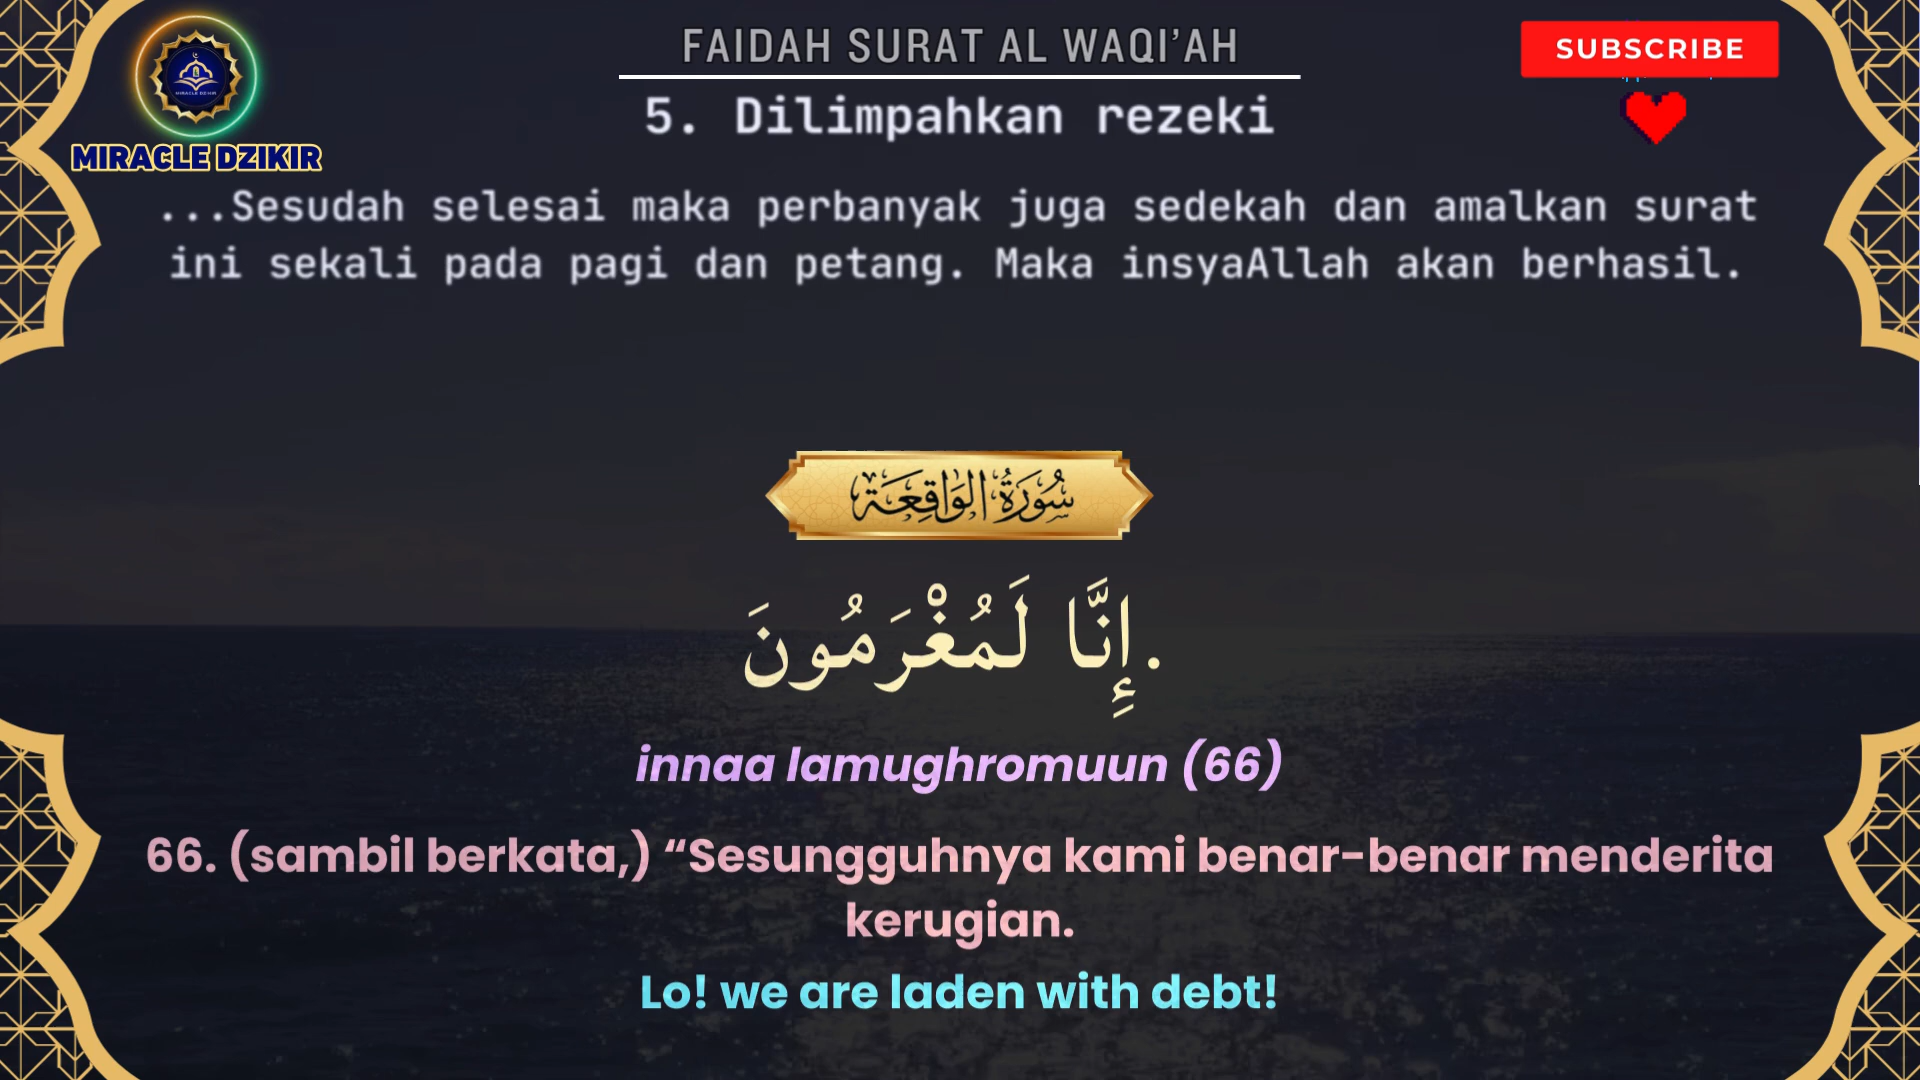 FAIDAH SURAT AL WAQI’AH
SUBSCRIBE
5. Dilimpahkan rezeki
MIRACLE DZIKIR
...Sesudah selesai maka perbanyak juga sedekah dan amalkan surat
ini sekali pada pagi dan petang. Maka insyaAllah akan berhasil.
سُورَةُ الوَاقِعَة
.إِنَّا لَمُغْرَمُونَ
innaa lamughromuun (66)
66. (sambil berkata,) “Sesungguhnya kami benar-benar menderita
kerugian.
Lo! we are laden with debt!